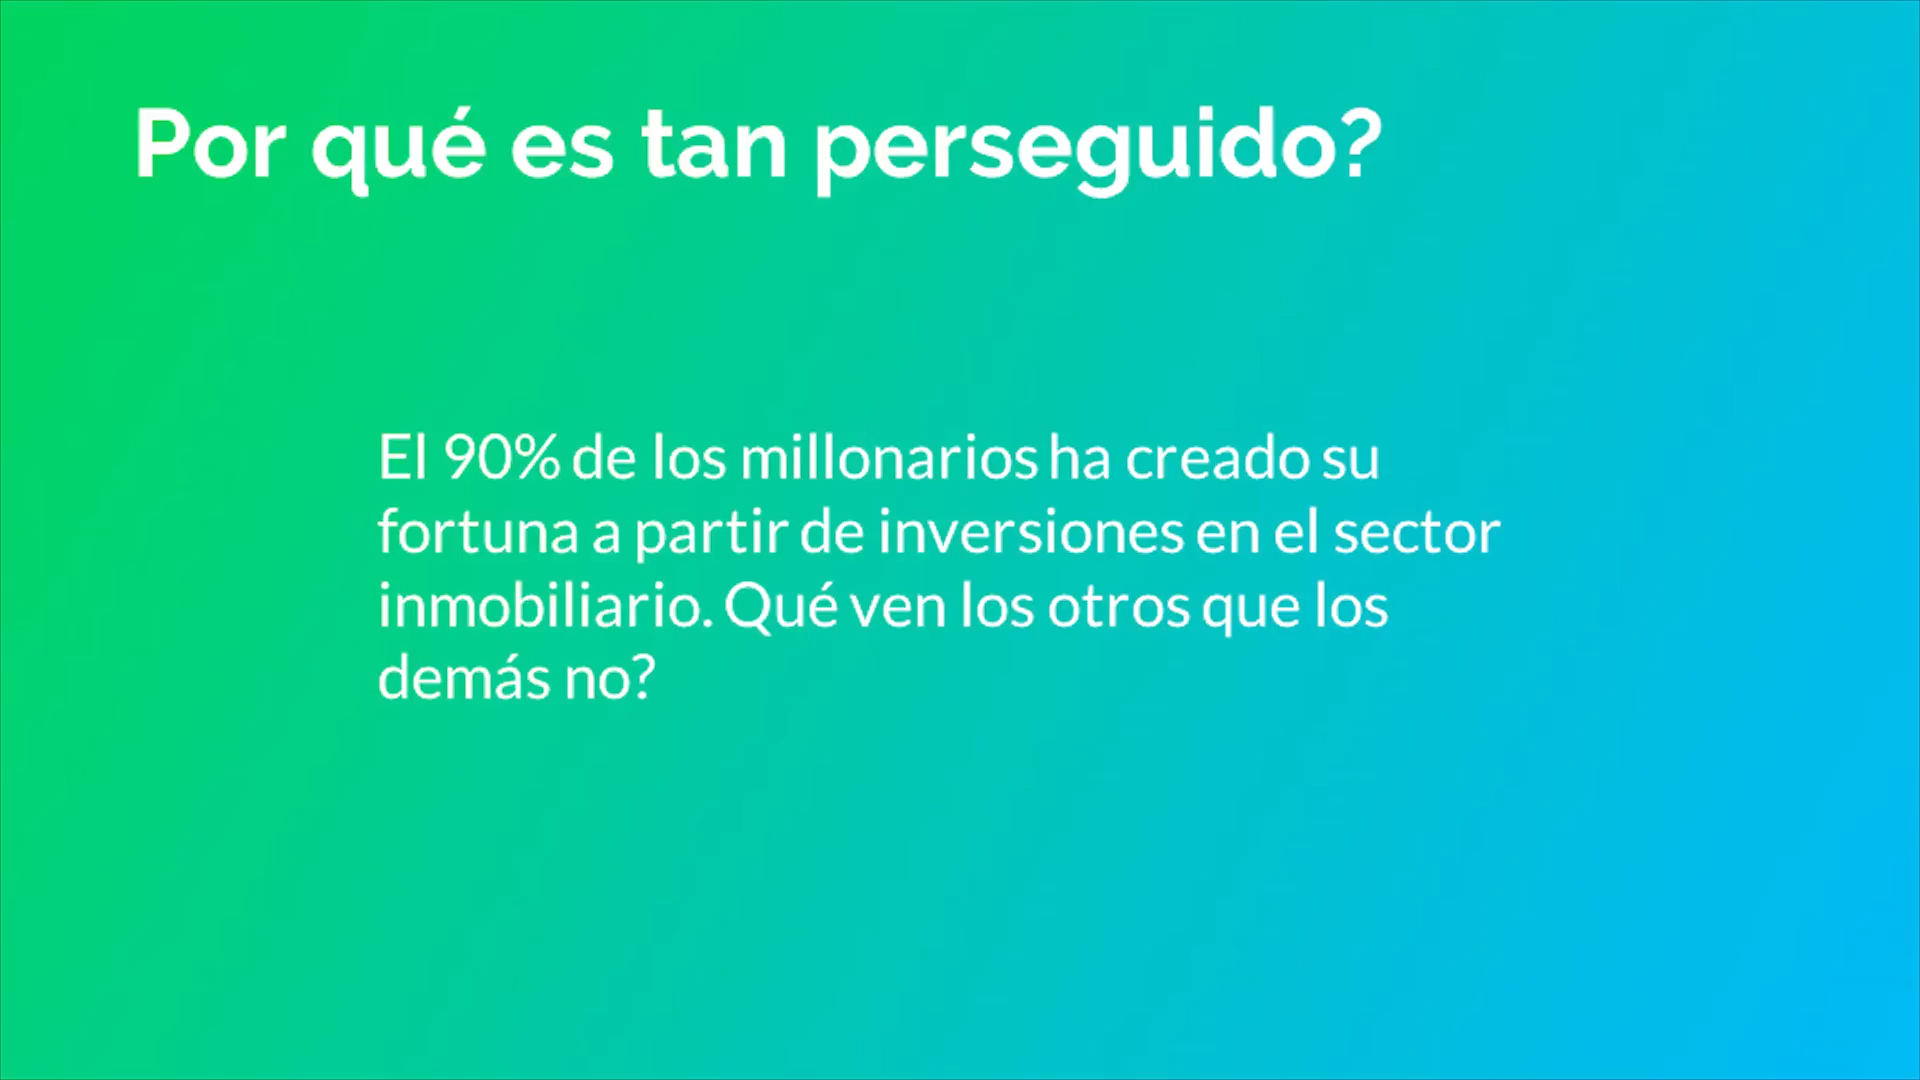 Por qué es tan perseguido?
El 90% de los millonarios ha creado su
fortuna a partir de inversiones en el sector
inmobiliario. Qué ven los otros que los
demás no?